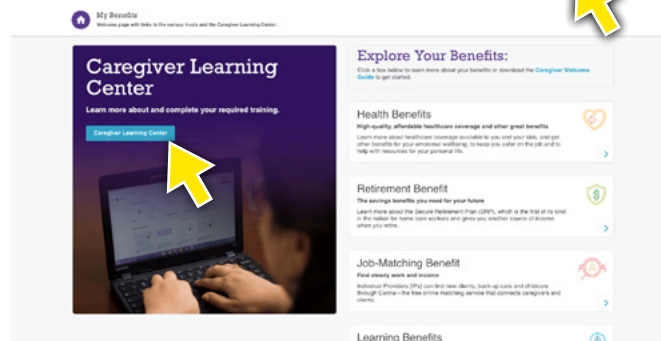 My Benefits
Welcome page with links to the various trusts and the Caregiver Learning Center.
Caregiver Learning
Center
Learn more about and complete your required training.
Caregiver Learning Center
Explore Your Benefits:
Click a box below to learn more about your benefits or download the Caregiver Welcome
Guide to get started.
Health Benefits
High-quality, affordable healthcare coverage and other great benefits
Learn more about healthcare coverage available to you and your kids, and get
other benefits for your emotional wellbeing, to keep you safer on the job and to
help with resources for your personal life.
Retirement Benefit
The savings benefits you need for your future
Learn more about the Secure Retirement Plan (SRP), which is the first of its kind
in the nation for home care workers and gives you another source of income
when you retire.
Job-Matching Benefit
Find steady work and income
Individual Providers (IPs) can find new clients, back-up care and childcare
through Carina—the free online matching service that connects caregivers and
clients.
Learning Benefits